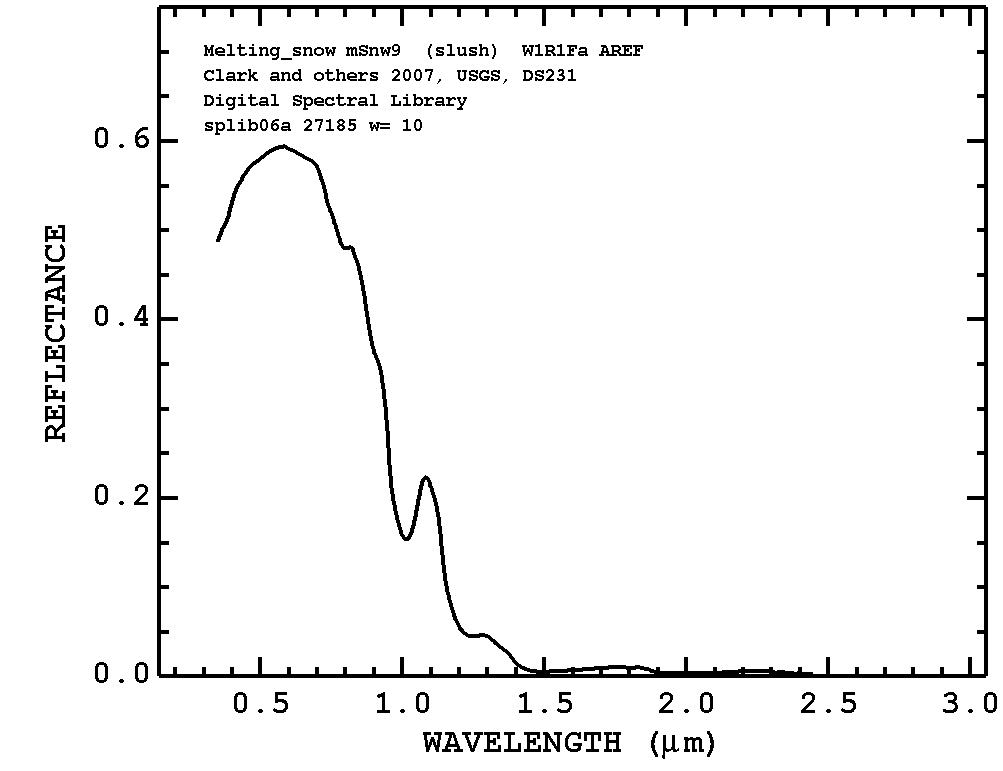 Melting_snow mSnw9 (slush) W1R1Fa AREF
Clark and others 2007, USGS, DS231
Digital Spectral Library
splib06a 27185 w= 10
REFLECTANCE
0.6
0.4
0.2
0.0
0.5 1.0 1.5 2.0 2.5 3.0
WAVELENGTH (μm)